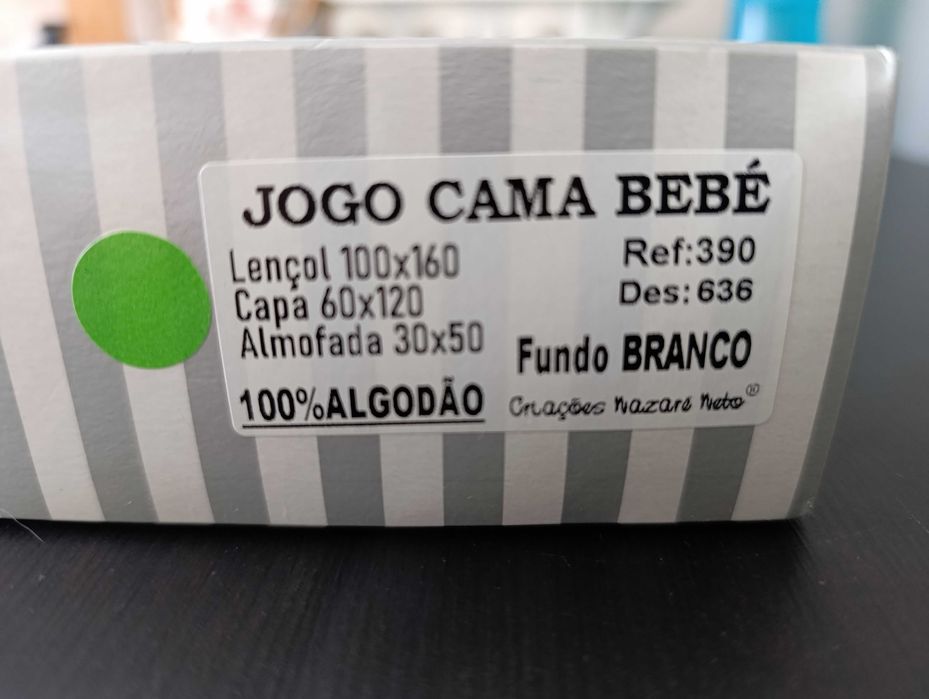 JOGO CAMA BEBÉ
Lençol 100x160
Capa 60x120
Almofada 30x50
100%ALGODÃO
Ref:390
Des: 636
Fundo BRANCO
Criações Nazaré Neto®